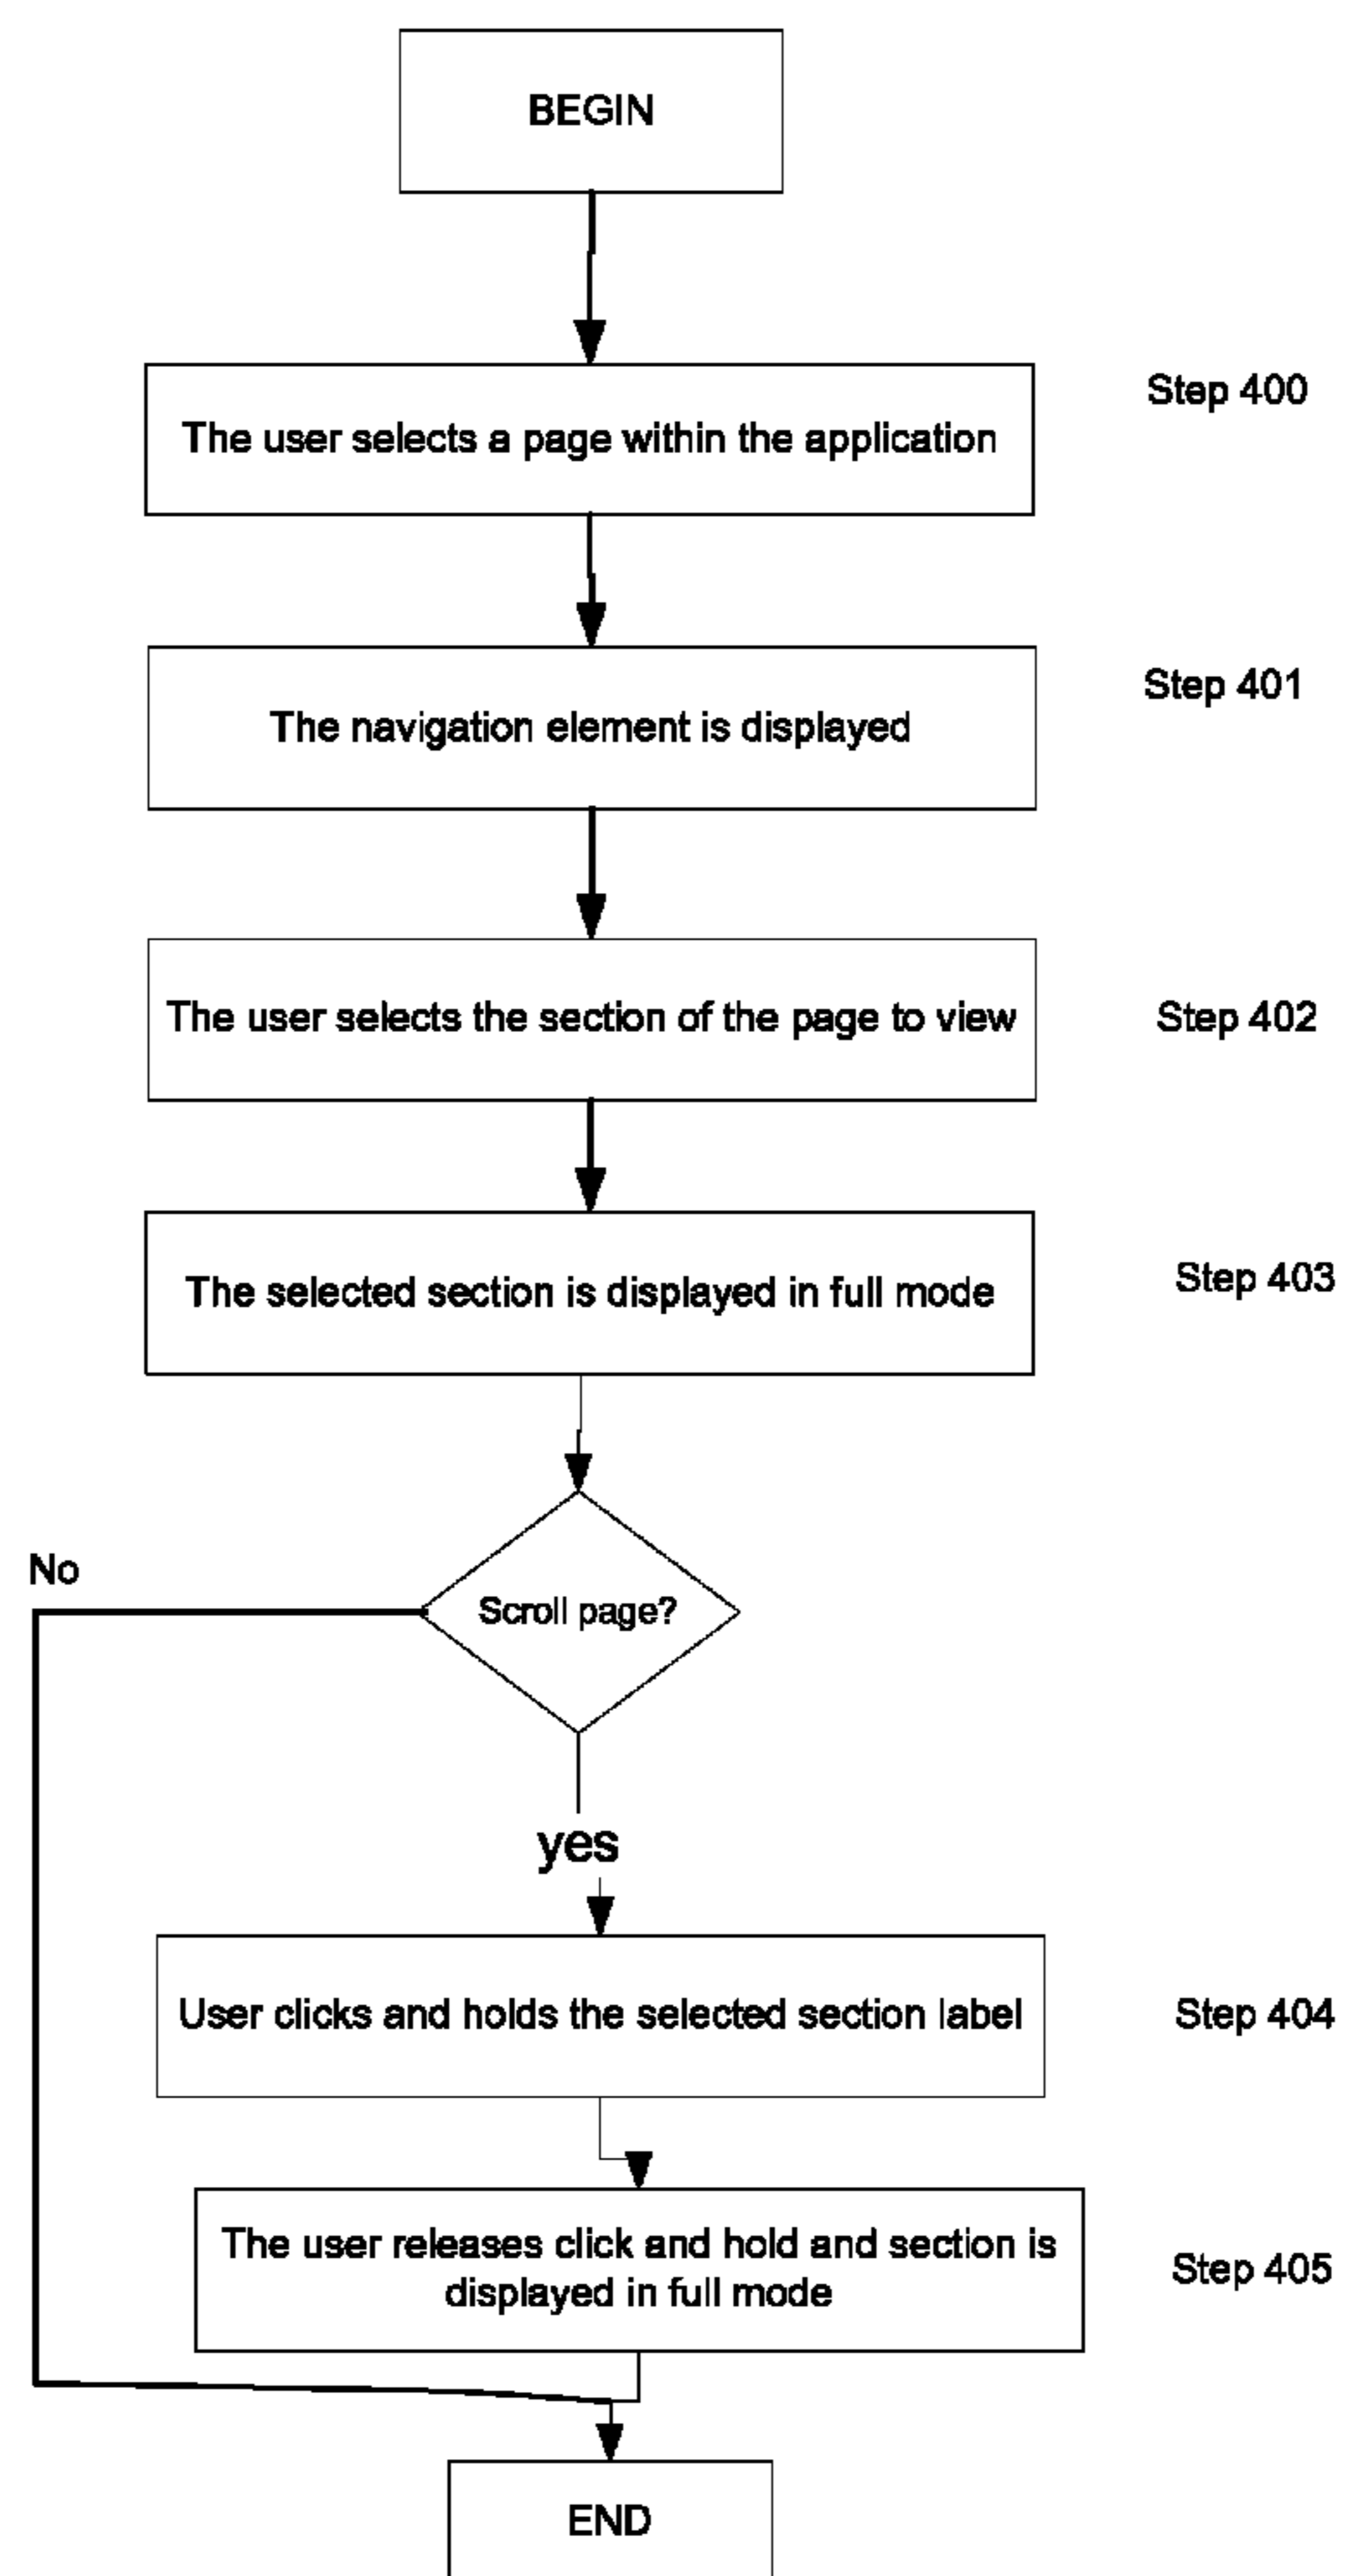 BEGIN
The user selects a page within the application
Step 400
The navigation element is displayed
Step 401
The user selects the section of the page to view
Step 402
The selected section is displayed in full mode
Step 403
Scroll page?
No
yes
User clicks and holds the selected section label
Step 404
The user releases click and hold and section is
displayed in full mode
Step 405
END